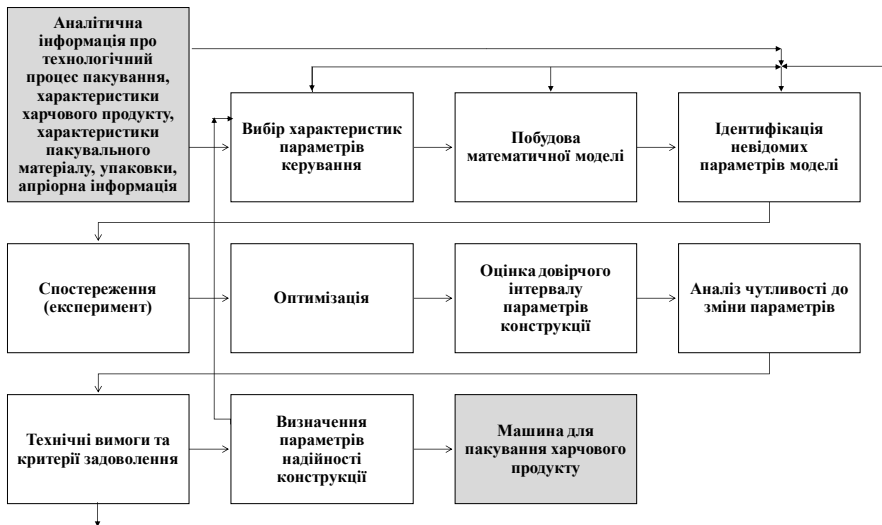 Аналітична
інформація про
технологічний
процес пакування,
характеристики
харчового продукту,
характеристики
пакувального
матеріалу, упаковки,
апріорна інформація
Вибір характеристик
параметрів
керування
Побудова
математичної моделі
Ідентифікація
невідомих
параметрів моделі
Спостереження
(експеримент)
Оптимізація
Оцінка довірчого
інтервалу
параметрів
конструкції
Аналіз чутливості до
зміни параметрів
Технічні вимоги та
критерії задоволення
Визначення
параметрів
надійності
конструкції
Машина для
пакування харчового
продукту